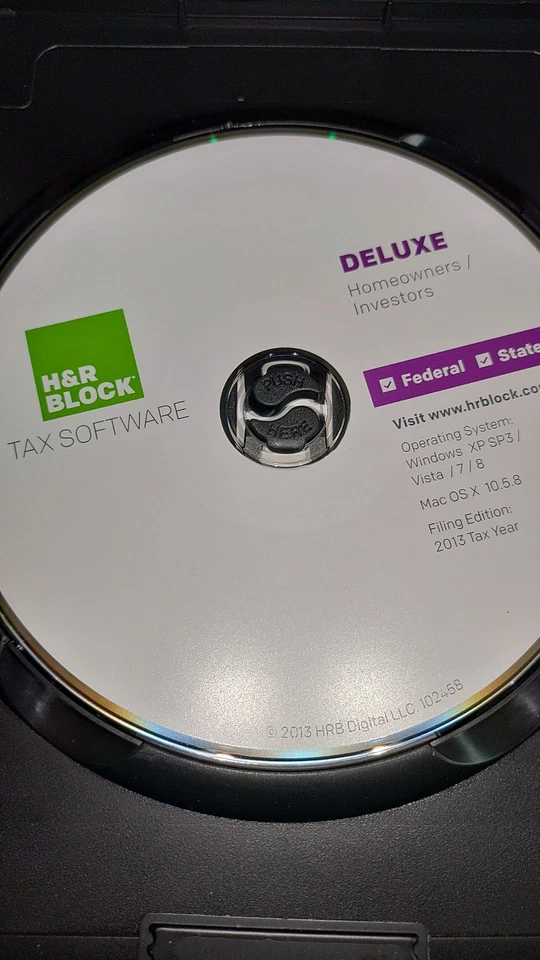 DELUXE
Homeowners /
Investors
H&R
BLOCK®
TAX SOFTWARE
PUSH
HERE
Federal State
Visit www.hrblock.co
Operating System:
Windows XP SP3 /
Vista / 7 / 8
Mac OS X 10.5.8
Filing Edition:
2013 Tax Year
© 2013 HRB Digital LLC. 102458